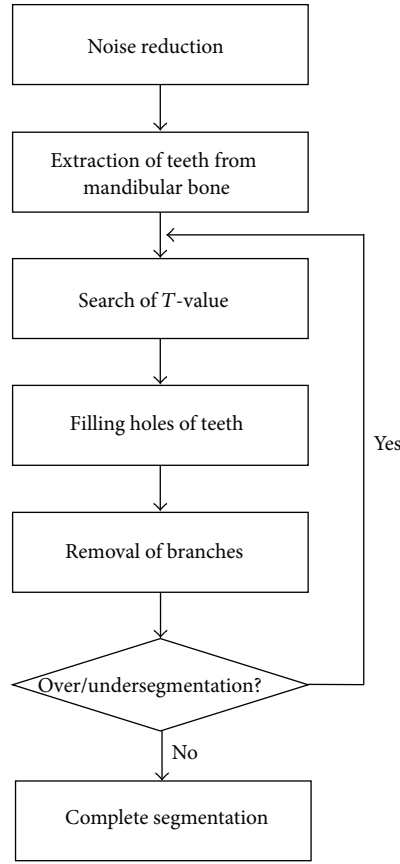 Noise reduction
Extraction of teeth from
mandibular bone
Search of T-value
Filling holes of teeth
Yes
Removal of branches
Over/undersegmentation?
No
Complete segmentation